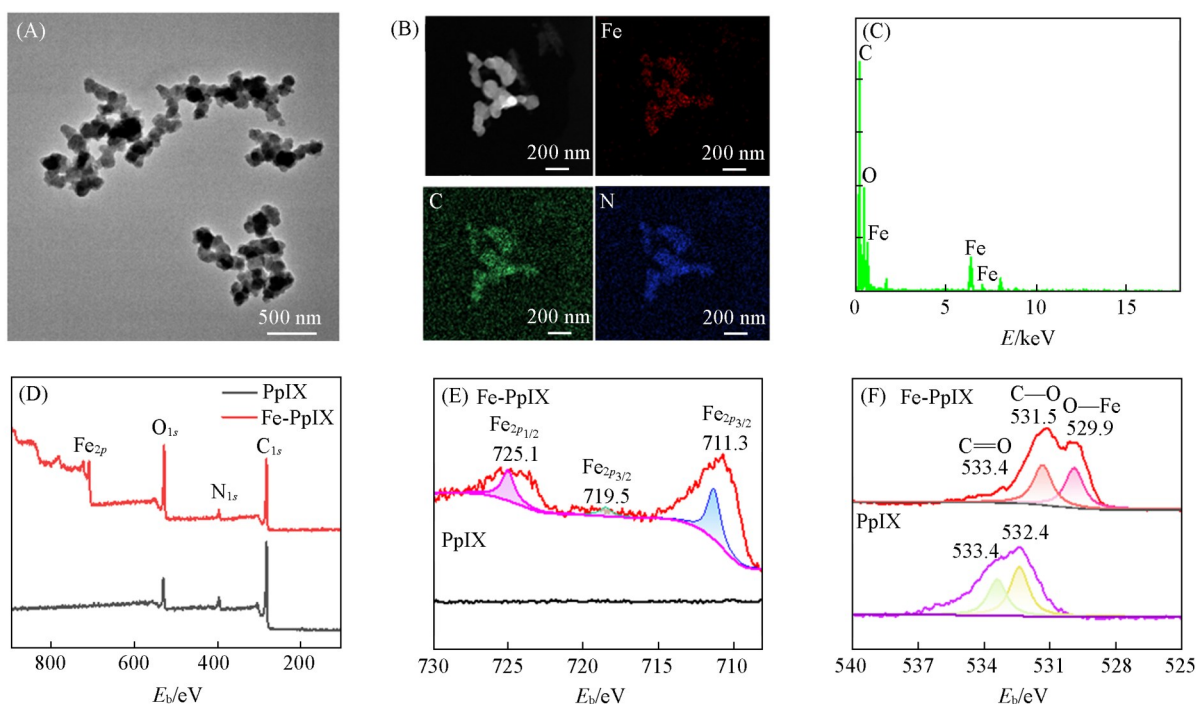 (A)
500 nm
(B)
200 nm
Fe
200 nm
C
200 nm
N
200 nm
(C)
C
O
Fe
Fe
Fe
0
5
10
15
E/keV
(D)
PpIX
Fe-PpIX
Fe2p
O1s
N1s
C1s
800
600
400
200
Eb/eV
(E)
Fe-PpIX
Fe2p1/2
725.1
Fe2p3/2
719.5
Fe2p3/2
711.3
PpIX
730
725
720
715
710
Eb/eV
(F)
Fe-PpIX
C—O
531.5
O—Fe
529.9
C=O
533.4
PpIX
533.4
532.4
540
537
534
531
528
525
Eb/eV